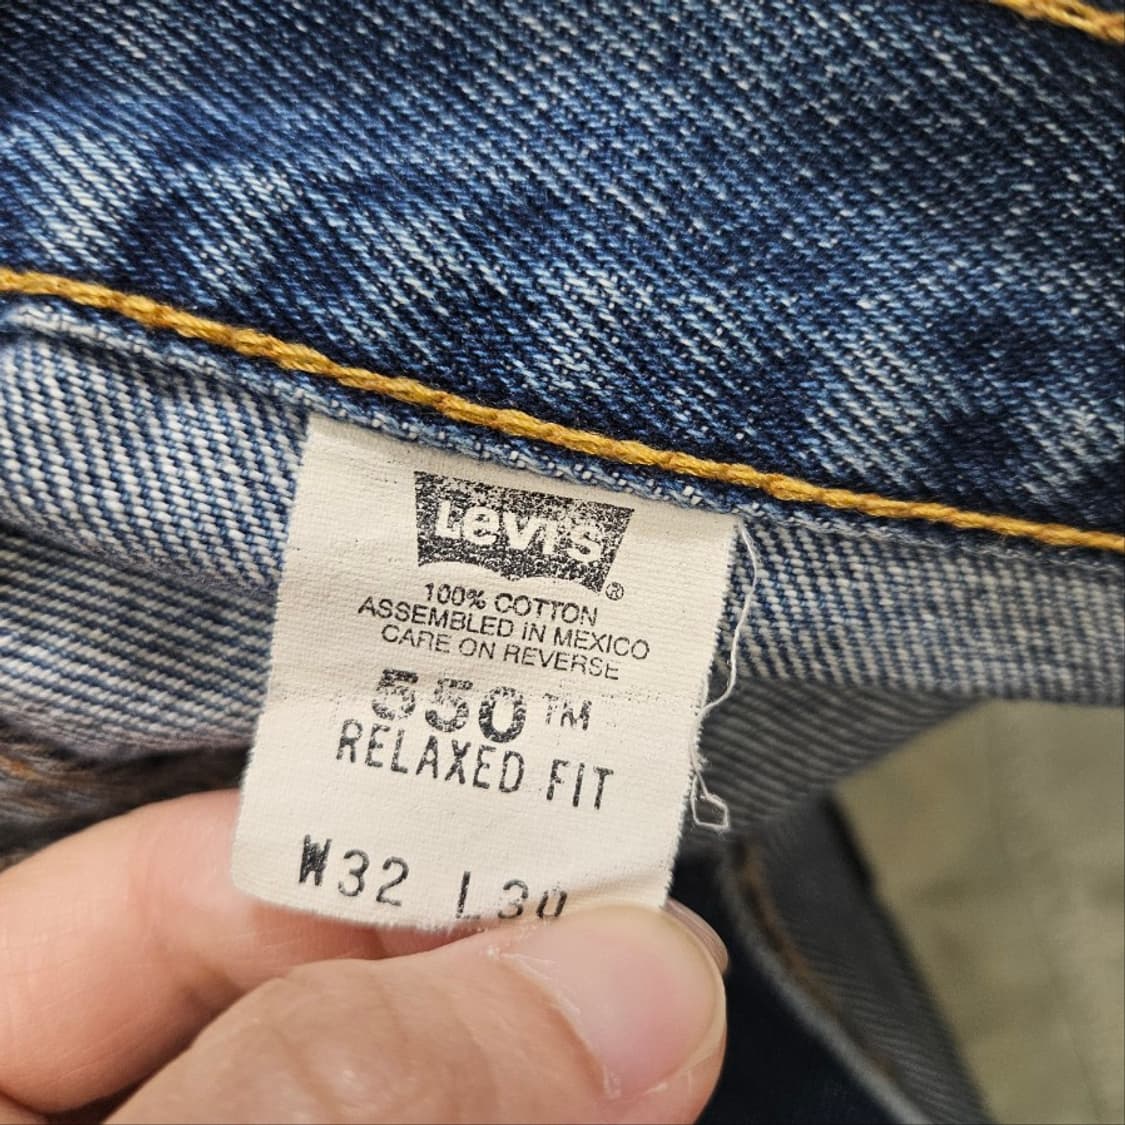 Levi's ®
100% COTTON
ASSEMBLED IN MEXICO
CARE ON REVERSE
550™
RELAXED FIT
W32 L30